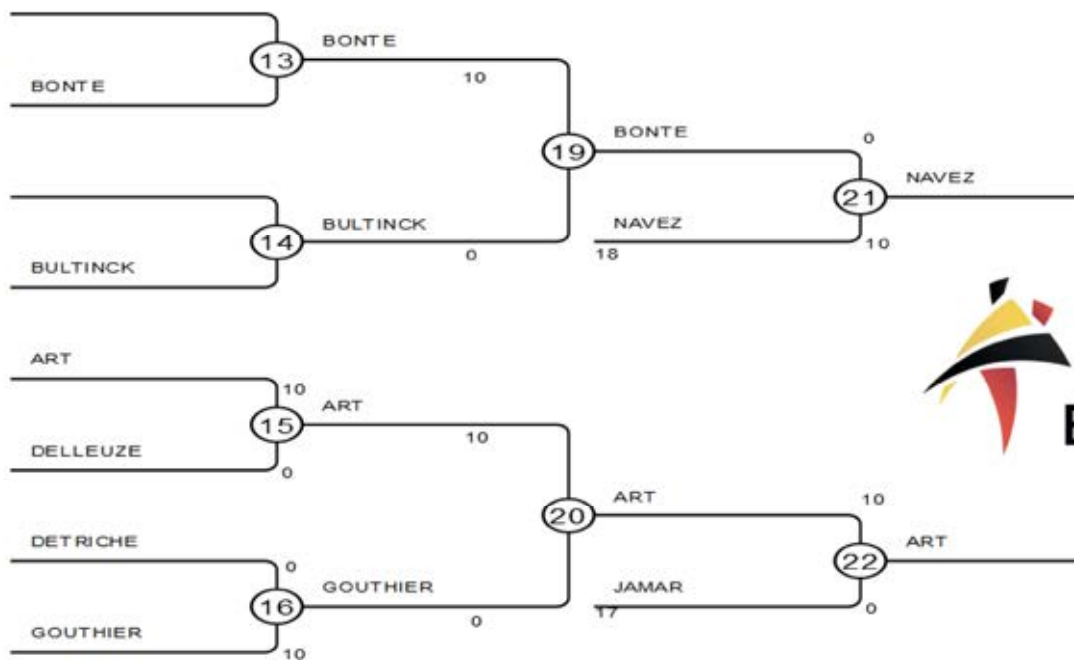 BONTE
13
BONTE
10
BULTINCK
14
BULTINCK
0
19
BONTE
0
NAVEZ
18
10
21
NAVEZ
ART
10
DELLEUZE
0
15
ART
10
DETRICHE
0
GOUTHIER
10
16
GOUTHIER
0
20
ART
10
JAMAR
17
0
22
ART